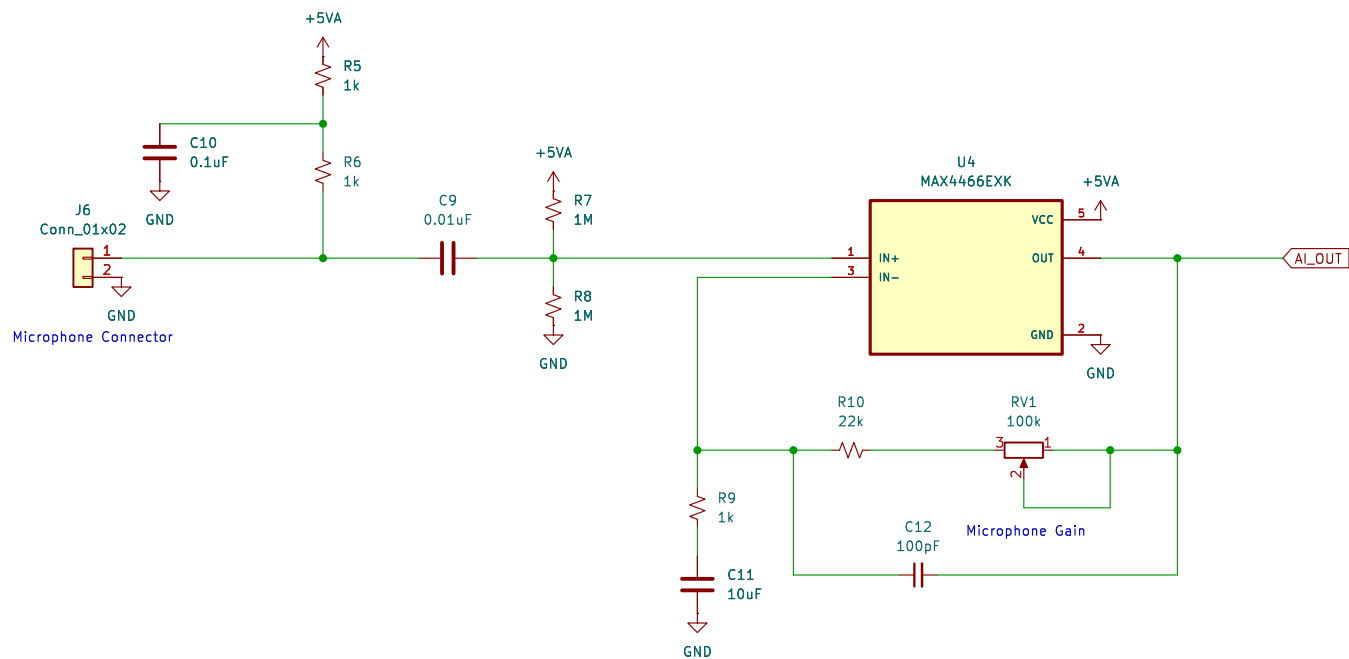 +5VA
R5
1k
C10
0.1uF
GND
R6
1k
J6
Conn_01x02
1
2
GND
Microphone Connector
C9
0.01uF
+5VA
R7
1M
R8
1M
GND
U4
MAX4466EXK
+5VA
VCC
5
1
IN+
3
IN-
OUT
4
GND
2
GND
AI_OUT
R10
22k
RV1
100k
3
1
2
Microphone Gain
R9
1k
C12
100pF
C11
10uF
GND